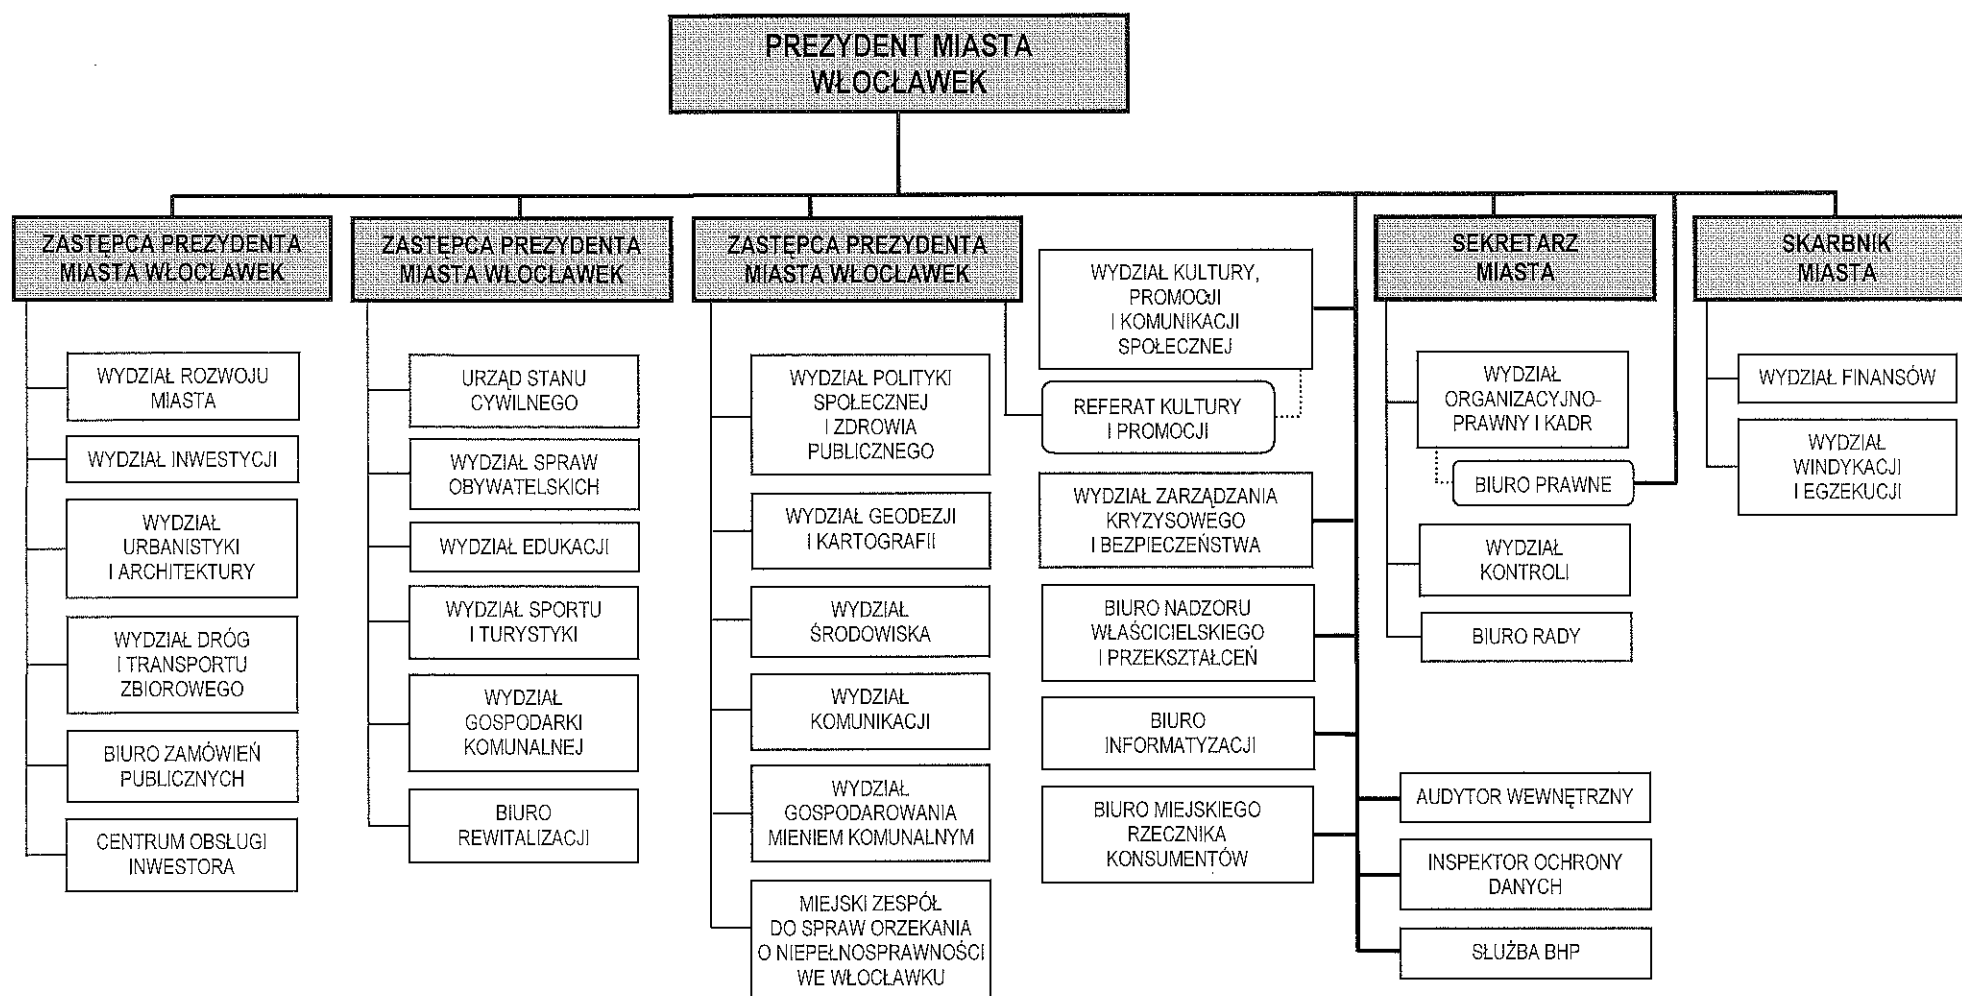 PREZYDENT MIASTA
WŁOCŁAWEK
ZASTĘPCA PREZYDENTA
MIASTA WŁOCŁAWEK
WYDZIAŁ ROZWOJU
MIASTA
WYDZIAŁ INWESTYCJI
WYDZIAŁ
URBANISTYKI
I ARCHITEKTURY
WYDZIAŁ DRÓG
I TRANSPORTU
ZBIOROWEGO
BIURO ZAMÓWIEŃ
PUBLICZNYCH
CENTRUM OBSŁUGI
INWESTORA
ZASTĘPCA PREZYDENTA
MIASTA WŁOCŁAWEK
URZĄD STANU
CYWILNEGO
WYDZIAŁ SPRAW
OBYWATELSKICH
WYDZIAŁ EDUKACJI
WYDZIAŁ SPORTU
I TURYSTYKI
WYDZIAŁ
GOSPODARKI
KOMUNALNEJ
BIURO
REWITALIZACJI
ZASTĘPCA PREZYDENTA
MIASTA WŁOCŁAWEK
WYDZIAŁ POLITYKI
SPOŁECZNEJ
I ZDROWIA
PUBLICZNEGO
WYDZIAŁ GEODEZJI
I KARTOGRAFII
WYDZIAŁ
ŚRODOWISKA
WYDZIAŁ
KOMUNIKACJI
WYDZIAŁ
GOSPODAROWANIA
MIENIEM KOMUNALNYM
MIEJSKI ZESPÓŁ
DO SPRAW ORZEKANIA
O NIEPEŁNOSPRAWNOŚCI
WE WŁOCŁAWKU
WYDZIAŁ KULTURY,
PROMOCJI
I KOMUNIKACJI
SPOŁECZNEJ
REFERAT KULTURY
I PROMOCJI
WYDZIAŁ ZARZĄDZANIA
KRYZYSOWEGO
I BEZPIECZEŃSTWA
BIURO NADZORU
WŁAŚCICIELSKIEGO
I PRZEKSZTAŁCEŃ
BIURO
INFORMATYZACJI
BIURO MIEJSKIEGO
RZECZNIKA
KONSUMENTÓW
SEKRETARZ
MIASTA
WYDZIAŁ
ORGANIZACYJNO-
PRAWNY I KADR
BIURO PRAWNE
WYDZIAŁ
KONTROLI
BIURO RADY
AUDYTOR WEWNĘTRZNY
INSPEKTOR OCHRONY
DANYCH
SŁUŻBA BHP
SKARBNIK
MIASTA
WYDZIAŁ FINANSÓW
WYDZIAŁ
WINDYKACJI
I EGZEKUCJI